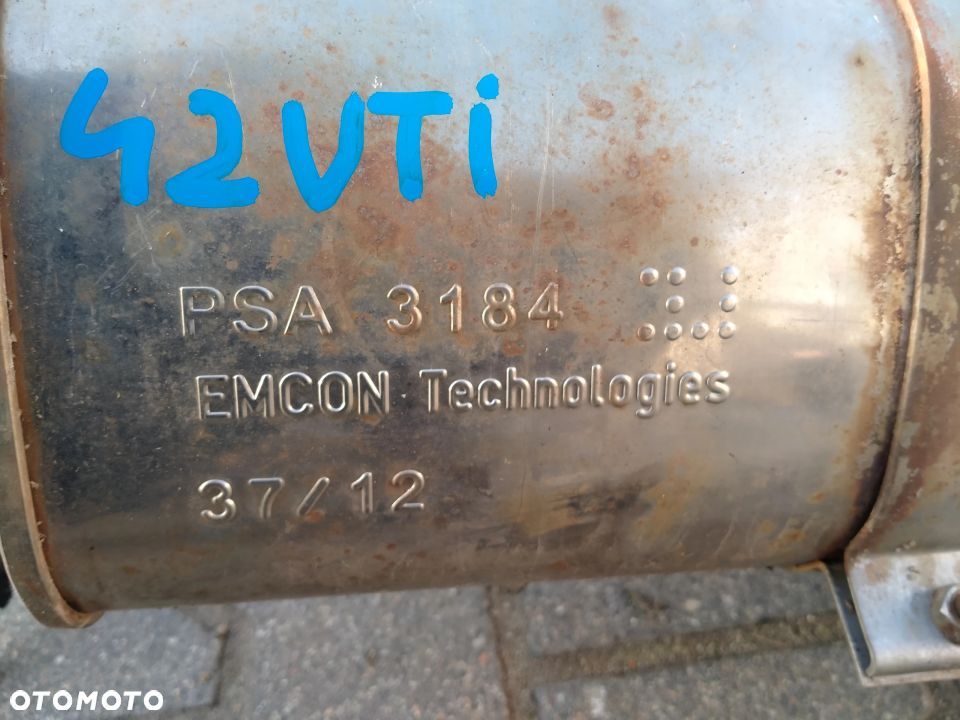 42VTi
PSA 3184
EMCON Technologies
37/12
OTOMOTO